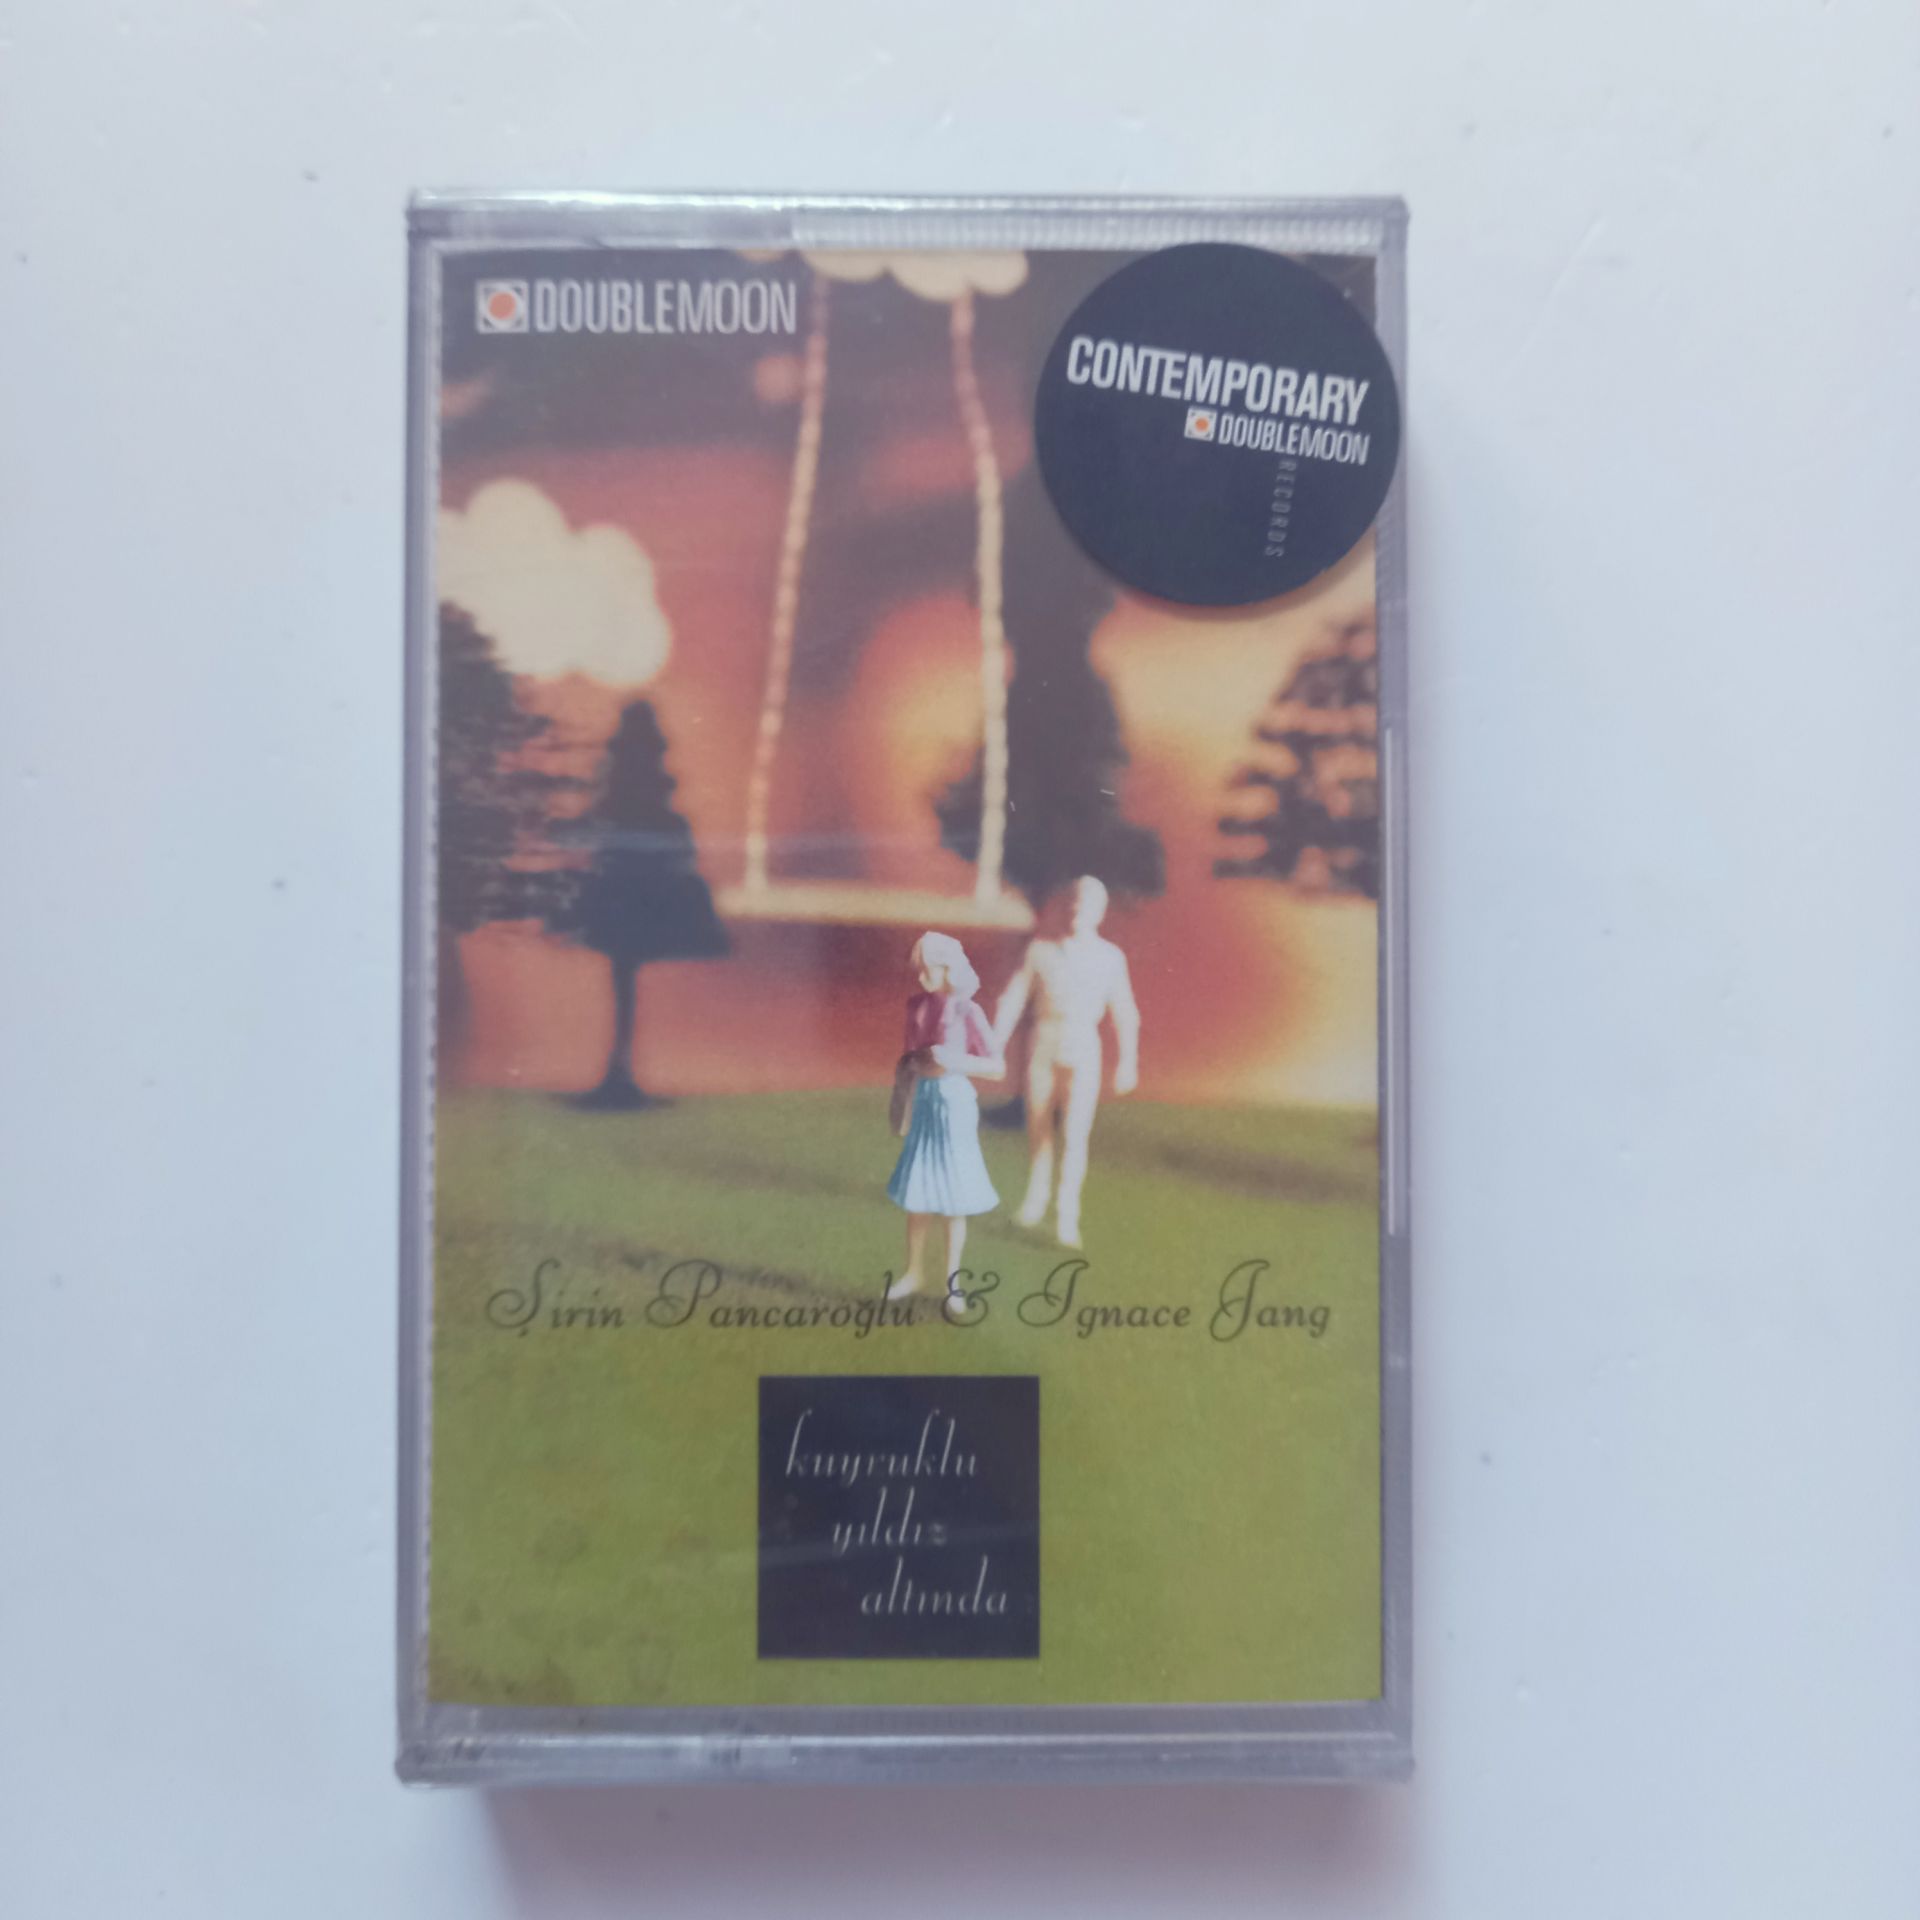 DOUBLEMOON
CONTEMPORARY
DOUBLEMOON
RECORDS
Şirin Pancaroğlu & Ignace Jang
kuyruklu
yıldız
altında